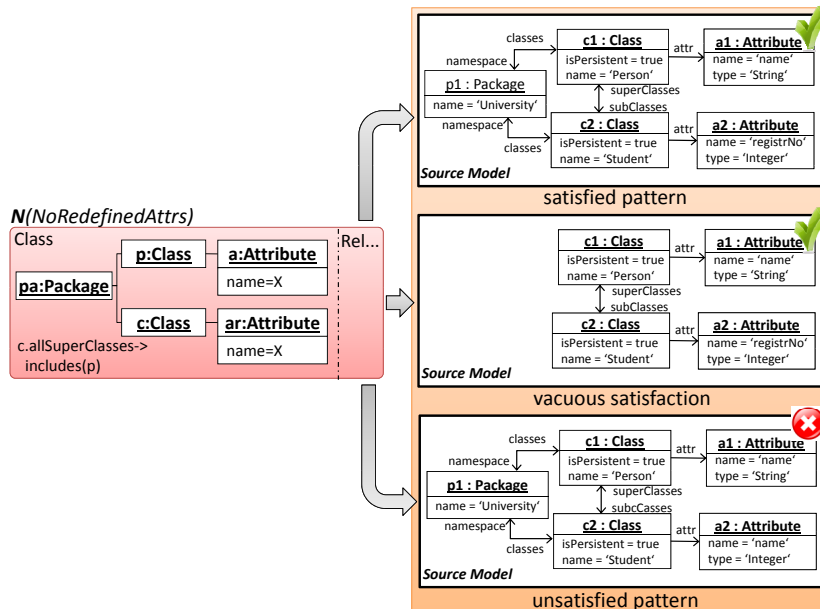 N(NoRedefinedAttrs)
Class
Rel...
p:Class
a:Attribute
name=X
pa:Package
c:Class
ar:Attribute
name=X
c.allSuperClasses->
includes(p)
classes
c1 : Class
attr
a1 : Attribute
namespace
isPersistent = true
name = 'Person‘
name = ‘name‘
type = ‘String‘
p1 : Package
name = ‘University‘
superClasses
subClasses
namespace
classes
c2 : Class
attr
a2 : Attribute
isPersistent = true
name = ‘Student‘
name = ‘registrNo‘
type = ‘Integer‘
Source Model
satisfied pattern
c1 : Class
attr
a1 : Attribute
isPersistent = true
name = ‘Person‘
name = ‘name‘
type = ‘String‘
superClasses
subClasses
c2 : Class
attr
a2 : Attribute
isPersistent = true
name = ‘Student‘
name = ‘registrNo‘
type = ‘Integer‘
Source Model
vacuous satisfaction
classes
c1 : Class
attr
a1 : Attribute
namespace
isPersistent = true
name = ‘Person‘
name = ‘name‘
type = ‘String‘
p1 : Package
name = ‘University‘
superClasses
subcCasses
namespace
classes
c2 : Class
attr
a2 : Attribute
isPersistent = true
name = ‘Student‘
name = ‘name‘
type = ‘Integer‘
Source Model
unsatisfied pattern